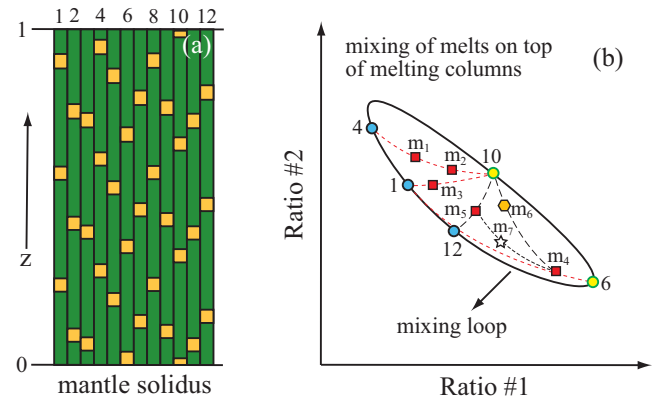 1 2 4 6 8 10 12
1
(a)
z
0
mantle solidus
mixing of melts on top
of melting columns
(b)
Ratio #2
4
m1
m2
10
1
m3
m5
m6
12
m7
m4
6
mixing loop
Ratio #1